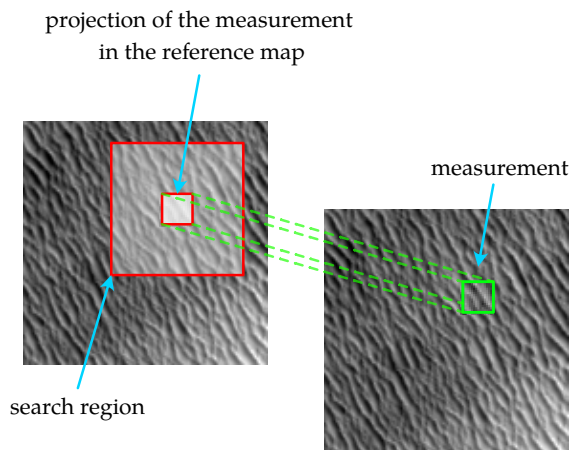 projection of the measurement
in the reference map
measurement
search region